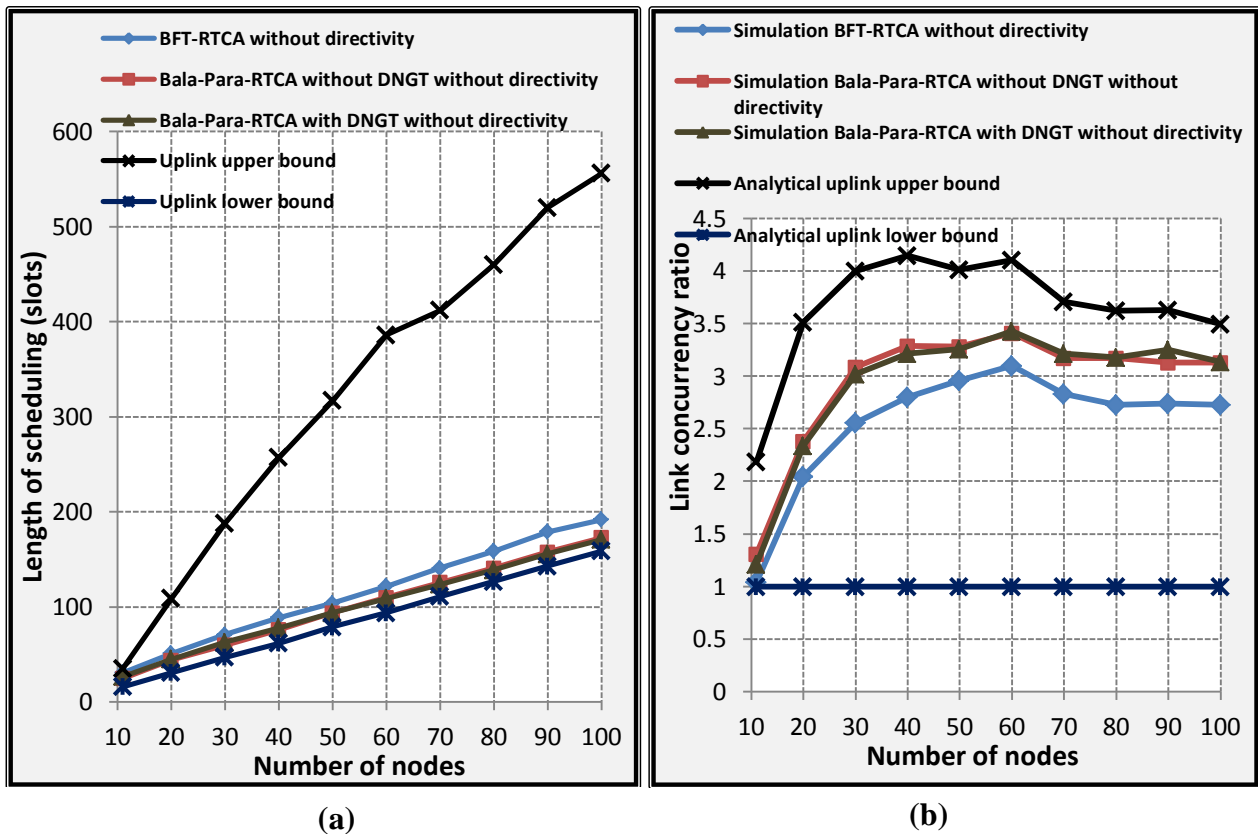 BFT-RTCA without directivity
Bala-Para-RTCA without DNGT without directivity
Bala-Para-RTCA with DNGT without directivity
Uplink upper bound
Uplink lower bound
600
500
400
300
200
100
0
Length of scheduling (slots)
10 20 30 40 50 60 70 80 90 100
Number of nodes
(a)
Simulation BFT-RTCA without directivity
Simulation Bala-Para-RTCA without DNGT without
directivity
Simulation Bala-Para-RTCA with DNGT without directivity
Analytical uplink upper bound
Analytical uplink lower bound
4.5
4
3.5
3
2.5
2
1.5
1
0.5
0
Link concurrency ratio
10 20 30 40 50 60 70 80 90 100
Number of nodes
(b)